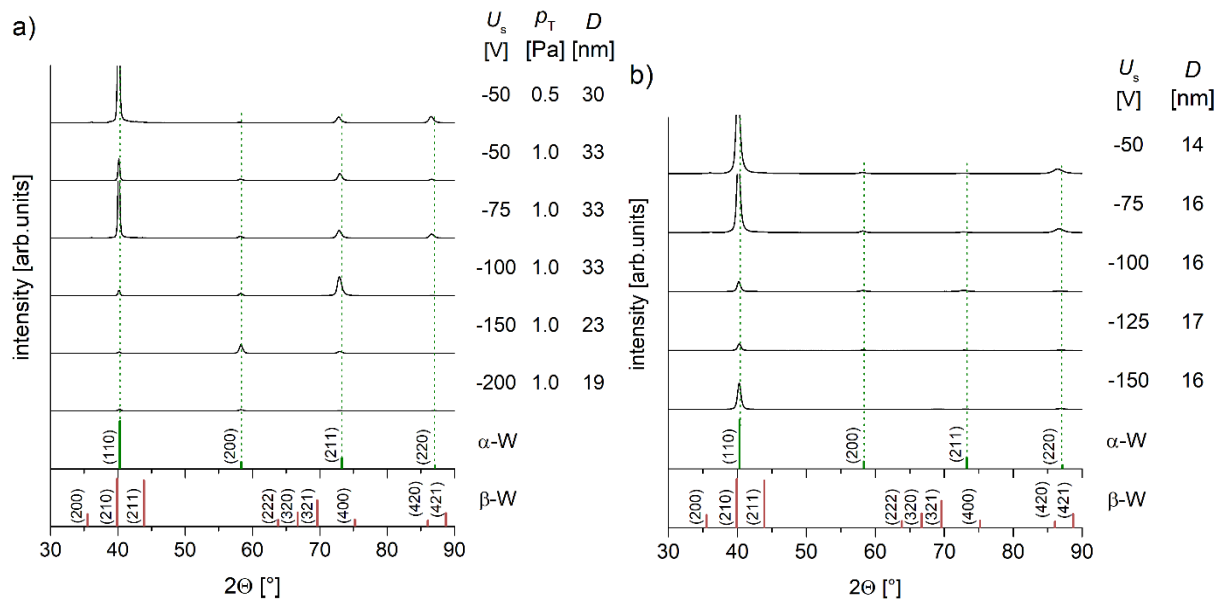 a)
U_s p_T D
[V] [Pa] [nm]
-50 0.5 30
-50 1.0 33
-75 1.0 33
-100 1.0 33
-150 1.0 23
-200 1.0 19
intensity [arb.units]
(110) (200) (211) (220) α-W
(200) (210) (211) (222) (320) (321) (400) (420) (421) β-W
30 40 50 60 70 80 90
2Θ [°]
b)
U_s D
[V] [nm]
-50 14
-75 16
-100 16
-125 17
-150 16
intensity [arb.units]
(110) (200) (211) (220) α-W
(200) (210) (211) (222) (320) (321) (400) (420) (421) β-W
30 40 50 60 70 80 90
2Θ [°]